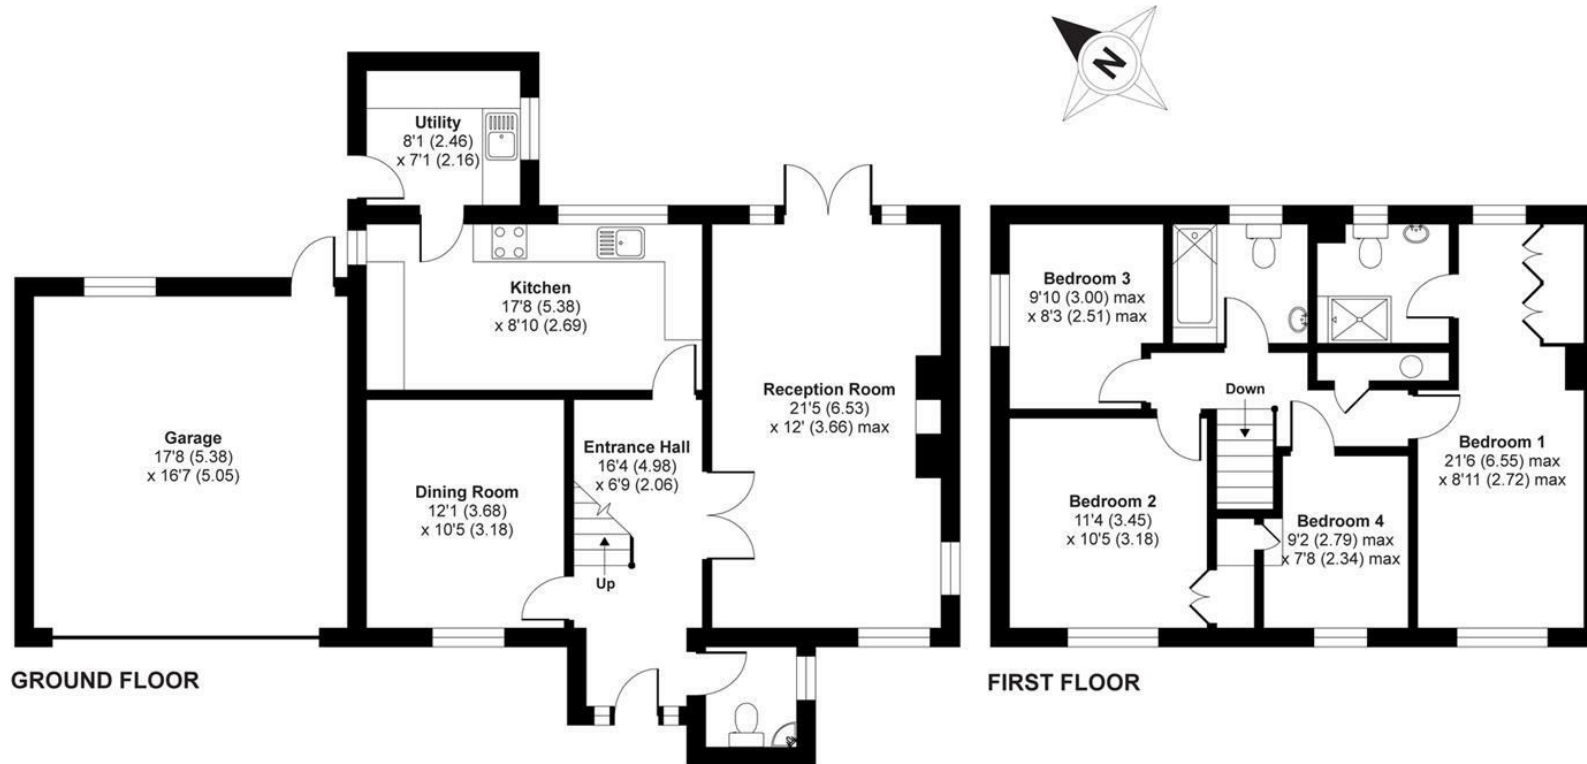 N
Utility
8'1 (2.46)
x 7'1 (2.16)
Kitchen
17'8 (5.38)
x 8'10 (2.69)
Garage
17'8 (5.38)
x 16'7 (5.05)
Dining Room
12'1 (3.68)
x 10'5 (3.18)
Entrance Hall
16'4 (4.98)
x 6'9 (2.06)
Up
Reception Room
21'5 (6.53)
x 12' (3.66) max
GROUND FLOOR
Bedroom 3
9'10 (3.00) max
x 8'3 (2.51) max
Down
Bedroom 1
21'6 (6.55) max
x 8'11 (2.72) max
Bedroom 2
11'4 (3.45)
x 10'5 (3.18)
Bedroom 4
9'2 (2.79) max
x 7'8 (2.34) max
FIRST FLOOR